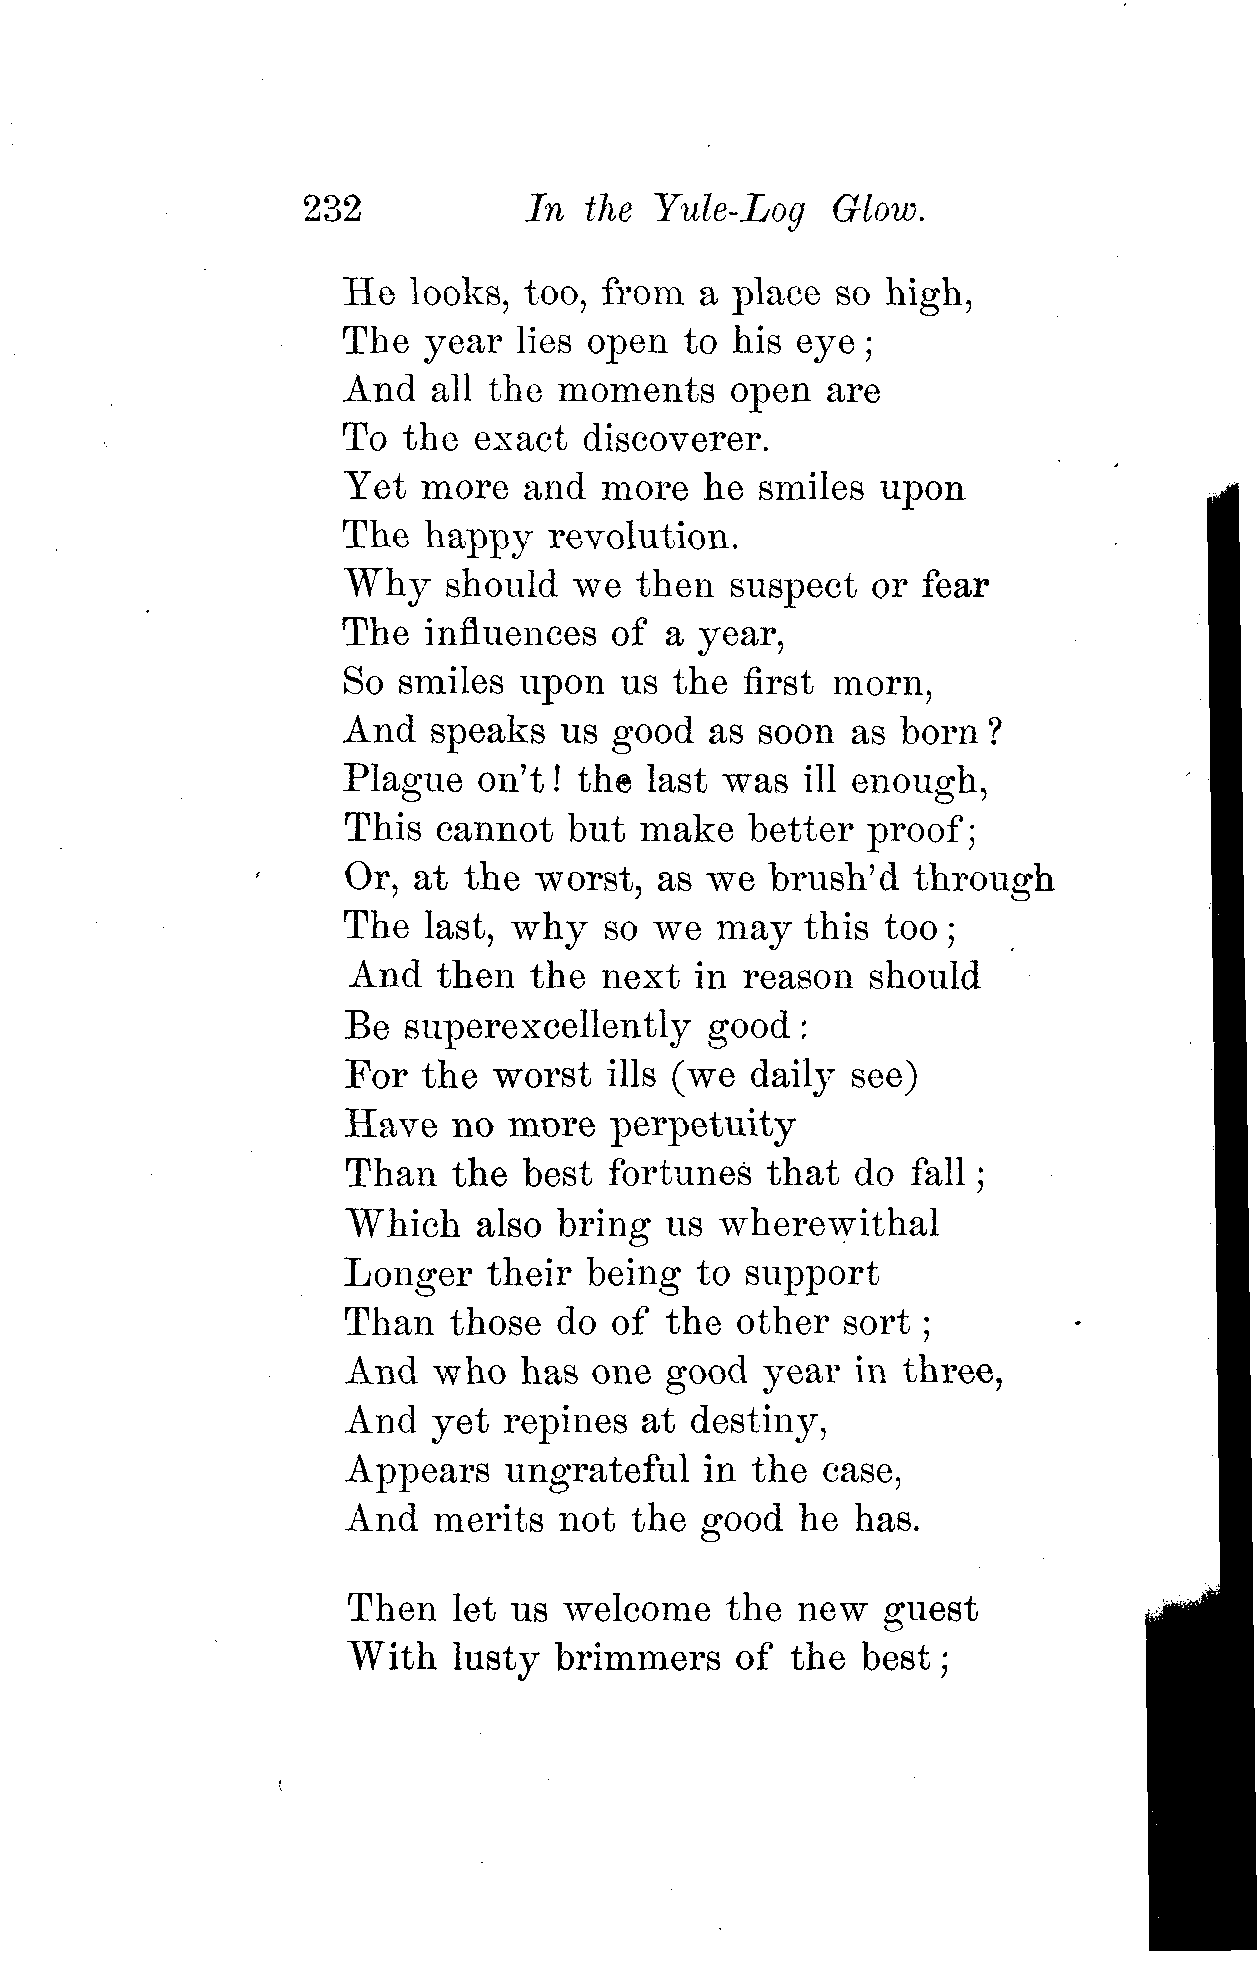 232 In the Yule-Log Glow.
He looks, too, from a place so high,
The year lies open to his eye;
And all the moments open are
To the exact discoverer.
Yet more and more he smiles upon
The happy revolution.
Why should we then suspect or fear
The influences of a year,
So smiles upon us the first morn,
And speaks us good as soon as born?
Plague on't! the last was ill enough,
This cannot but make better proof;
Or, at the worst, as we brush'd through
The last, why so we may this too;
And then the next in reason should
Be superexcellently good:
For the worst ills (we daily see)
Have no more perpetuity
Than the best fortunes that do fall;
Which also bring us wherewithal
Longer their being to support
Than those do of the other sort;
And who has one good year in three,
And yet repines at destiny,
Appears ungrateful in the case,
And merits not the good he has.
Then let us welcome the new guest
With lusty brimmers of the best;